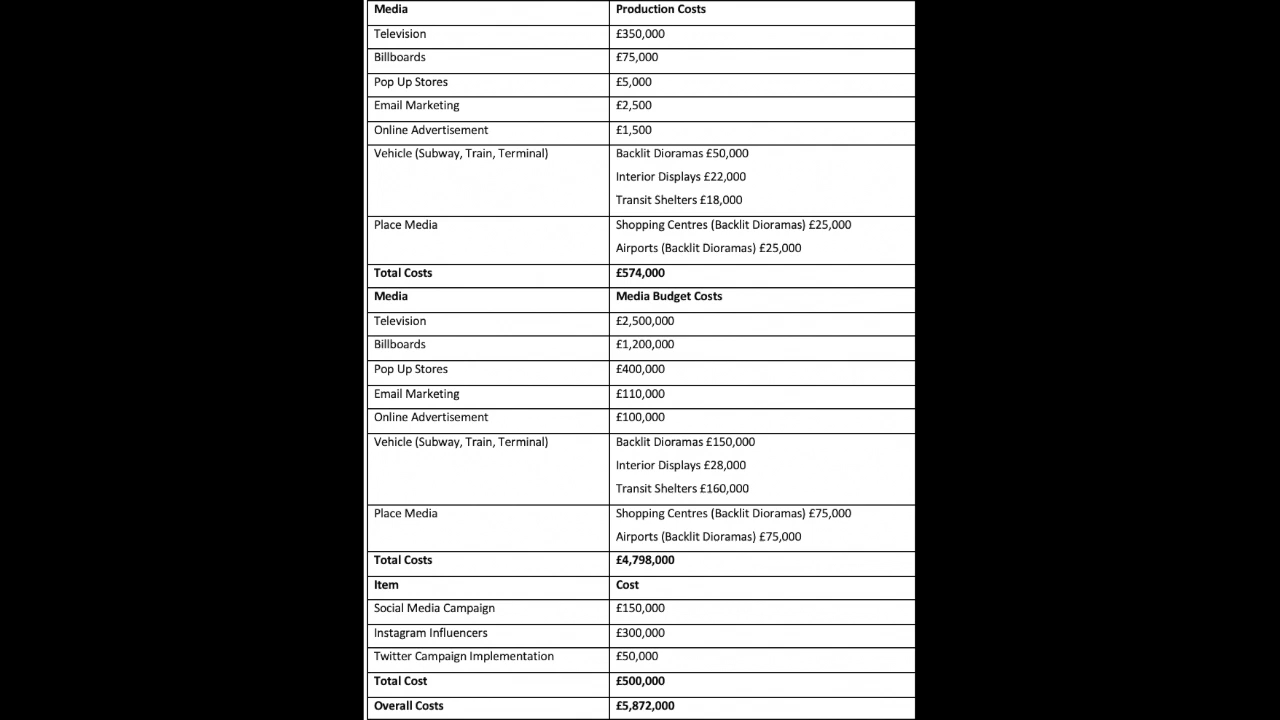 Media Production Costs
Television £350,000
Billboards £75,000
Pop Up Stores £5,000
Email Marketing £2,500
Online Advertisement £1,500
Vehicle (Subway, Train, Terminal) Backlit Dioramas £50,000
Interior Displays £22,000
Transit Shelters £18,000
Place Media Shopping Centres (Backlit Dioramas) £25,000
Airports (Backlit Dioramas) £25,000
Total Costs £574,000
Media Media Budget Costs
Television £2,500,000
Billboards £1,200,000
Pop Up Stores £400,000
Email Marketing £110,000
Online Advertisement £100,000
Vehicle (Subway, Train, Terminal) Backlit Dioramas £150,000
Interior Displays £28,000
Transit Shelters £160,000
Place Media Shopping Centres (Backlit Dioramas) £75,000
Airports (Backlit Dioramas) £75,000
Total Costs £4,798,000
Item Cost
Social Media Campaign £150,000
Instagram Influencers £300,000
Twitter Campaign Implementation £50,000
Total Cost £500,000
Overall Costs £5,872,000